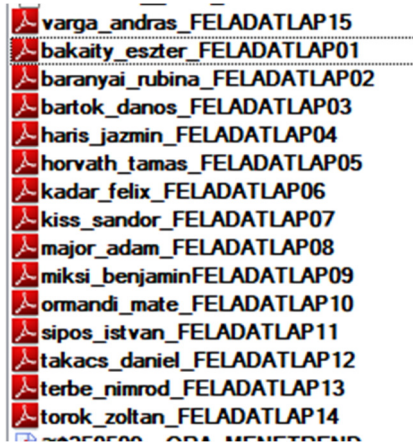 varga_andras_FELADATLAP15
bakaity_eszter_FELADATLAP01
baranyai_rubina_FELADATLAP02
bartok_danos_FELADATLAP03
haris_jazmin_FELADATLAP04
horvath_tamas_FELADATLAP05
kadar_felix_FELADATLAP06
kiss_sandor_FELADATLAP07
major_adam_FELADATLAP08
miksi_benjaminFELADATLAP09
ormandi_mate_FELADATLAP10
sipos_istvan_FELADATLAP11
takacs_daniel_FELADATLAP12
terbe_nimrod_FELADATLAP13
torok_zoltan_FELADATLAP14